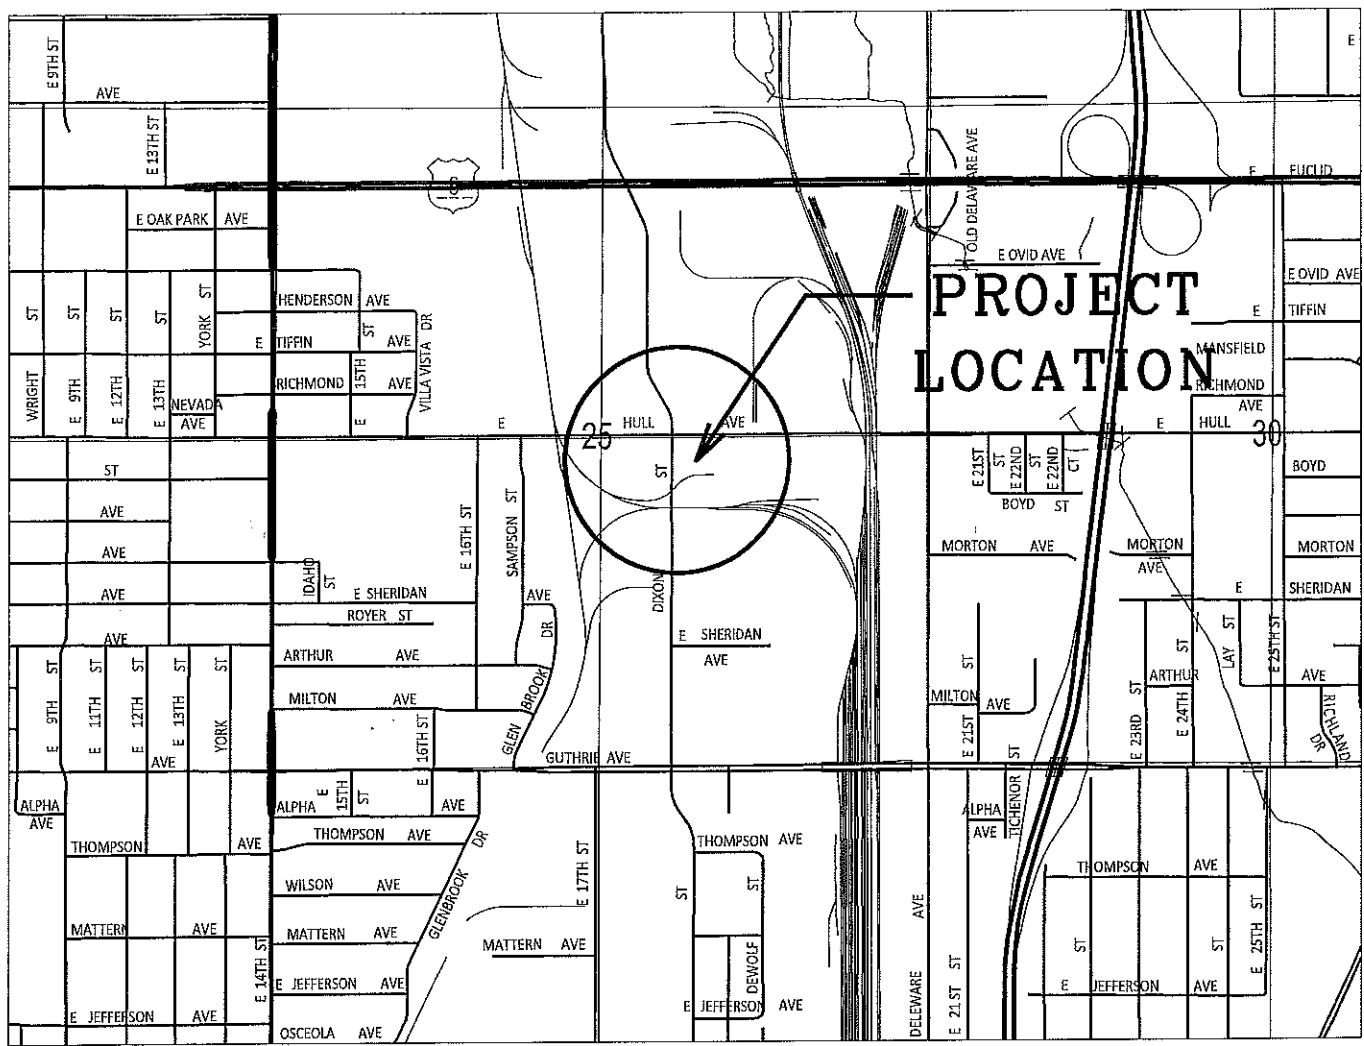 E 9TH ST
AVE
E 13TH ST
E
E EUCLID
OLD DELAWARE AVE
E OAK PARK AVE
E OVID AVE
E OVID AVE
ST
ST
ST
ST
YORK ST
HENDERSON AVE
ST
VILLA VISTA DR
PROJECT
LOCATION
E TIFFIN AVE
E TIFFIN
MANSFIELD
WRIGHT
E 9TH
E 12TH
E 13TH
RICHMOND AVE
E 15TH
RICHMOND
AVE
NEVADA
AVE
E HULL AVE
25
E HULL
30
ST
ST
E 21ST ST
E 22ND ST
E 22ND CT
BOYD
BOYD ST
AVE
E 16TH ST
SAMPSON ST
AVE
MORTON AVE
MORTON
AVE
MORTON
IDAHO
ST
AVE
E SHERIDAN
AVE
DIXON
E SHERIDAN
ROYER ST
DR
E SHERIDAN
AVE
AVE
ARTHUR AVE
MILTON AVE
GLEN BROOK
LAY ST
E 25TH ST
ARTHUR
MILTON AVE
E 21ST ST
E 23RD ST
E 24TH ST
AVE
RICHLAND
DR
E 9TH ST
E 11TH ST
E 12TH ST
E 13TH ST
YORK ST
AVE
E 16TH ST
GUTHRIE AVE
ALPHA
AVE
ALPHA AVE
E 15TH ST
TICHENOR ST
ALPHA
AVE
THOMPSON AVE
THOMPSON AVE
THOMPSON AVE
THOMPSON AVE
GLENBROOK DR
WILSON AVE
E 17TH ST
ST
ST
DEWOLF
MATTERN AVE
MATTERN AVE
MATTERN AVE
DELEWARE AVE
E 21ST ST
ST
ST
E 25TH ST
E 14TH ST
E JEFFERSON AVE
E JEFFERSON AVE
E JEFFERSON AVE
E JEFFERSON AVE
OSCEOLA AVE